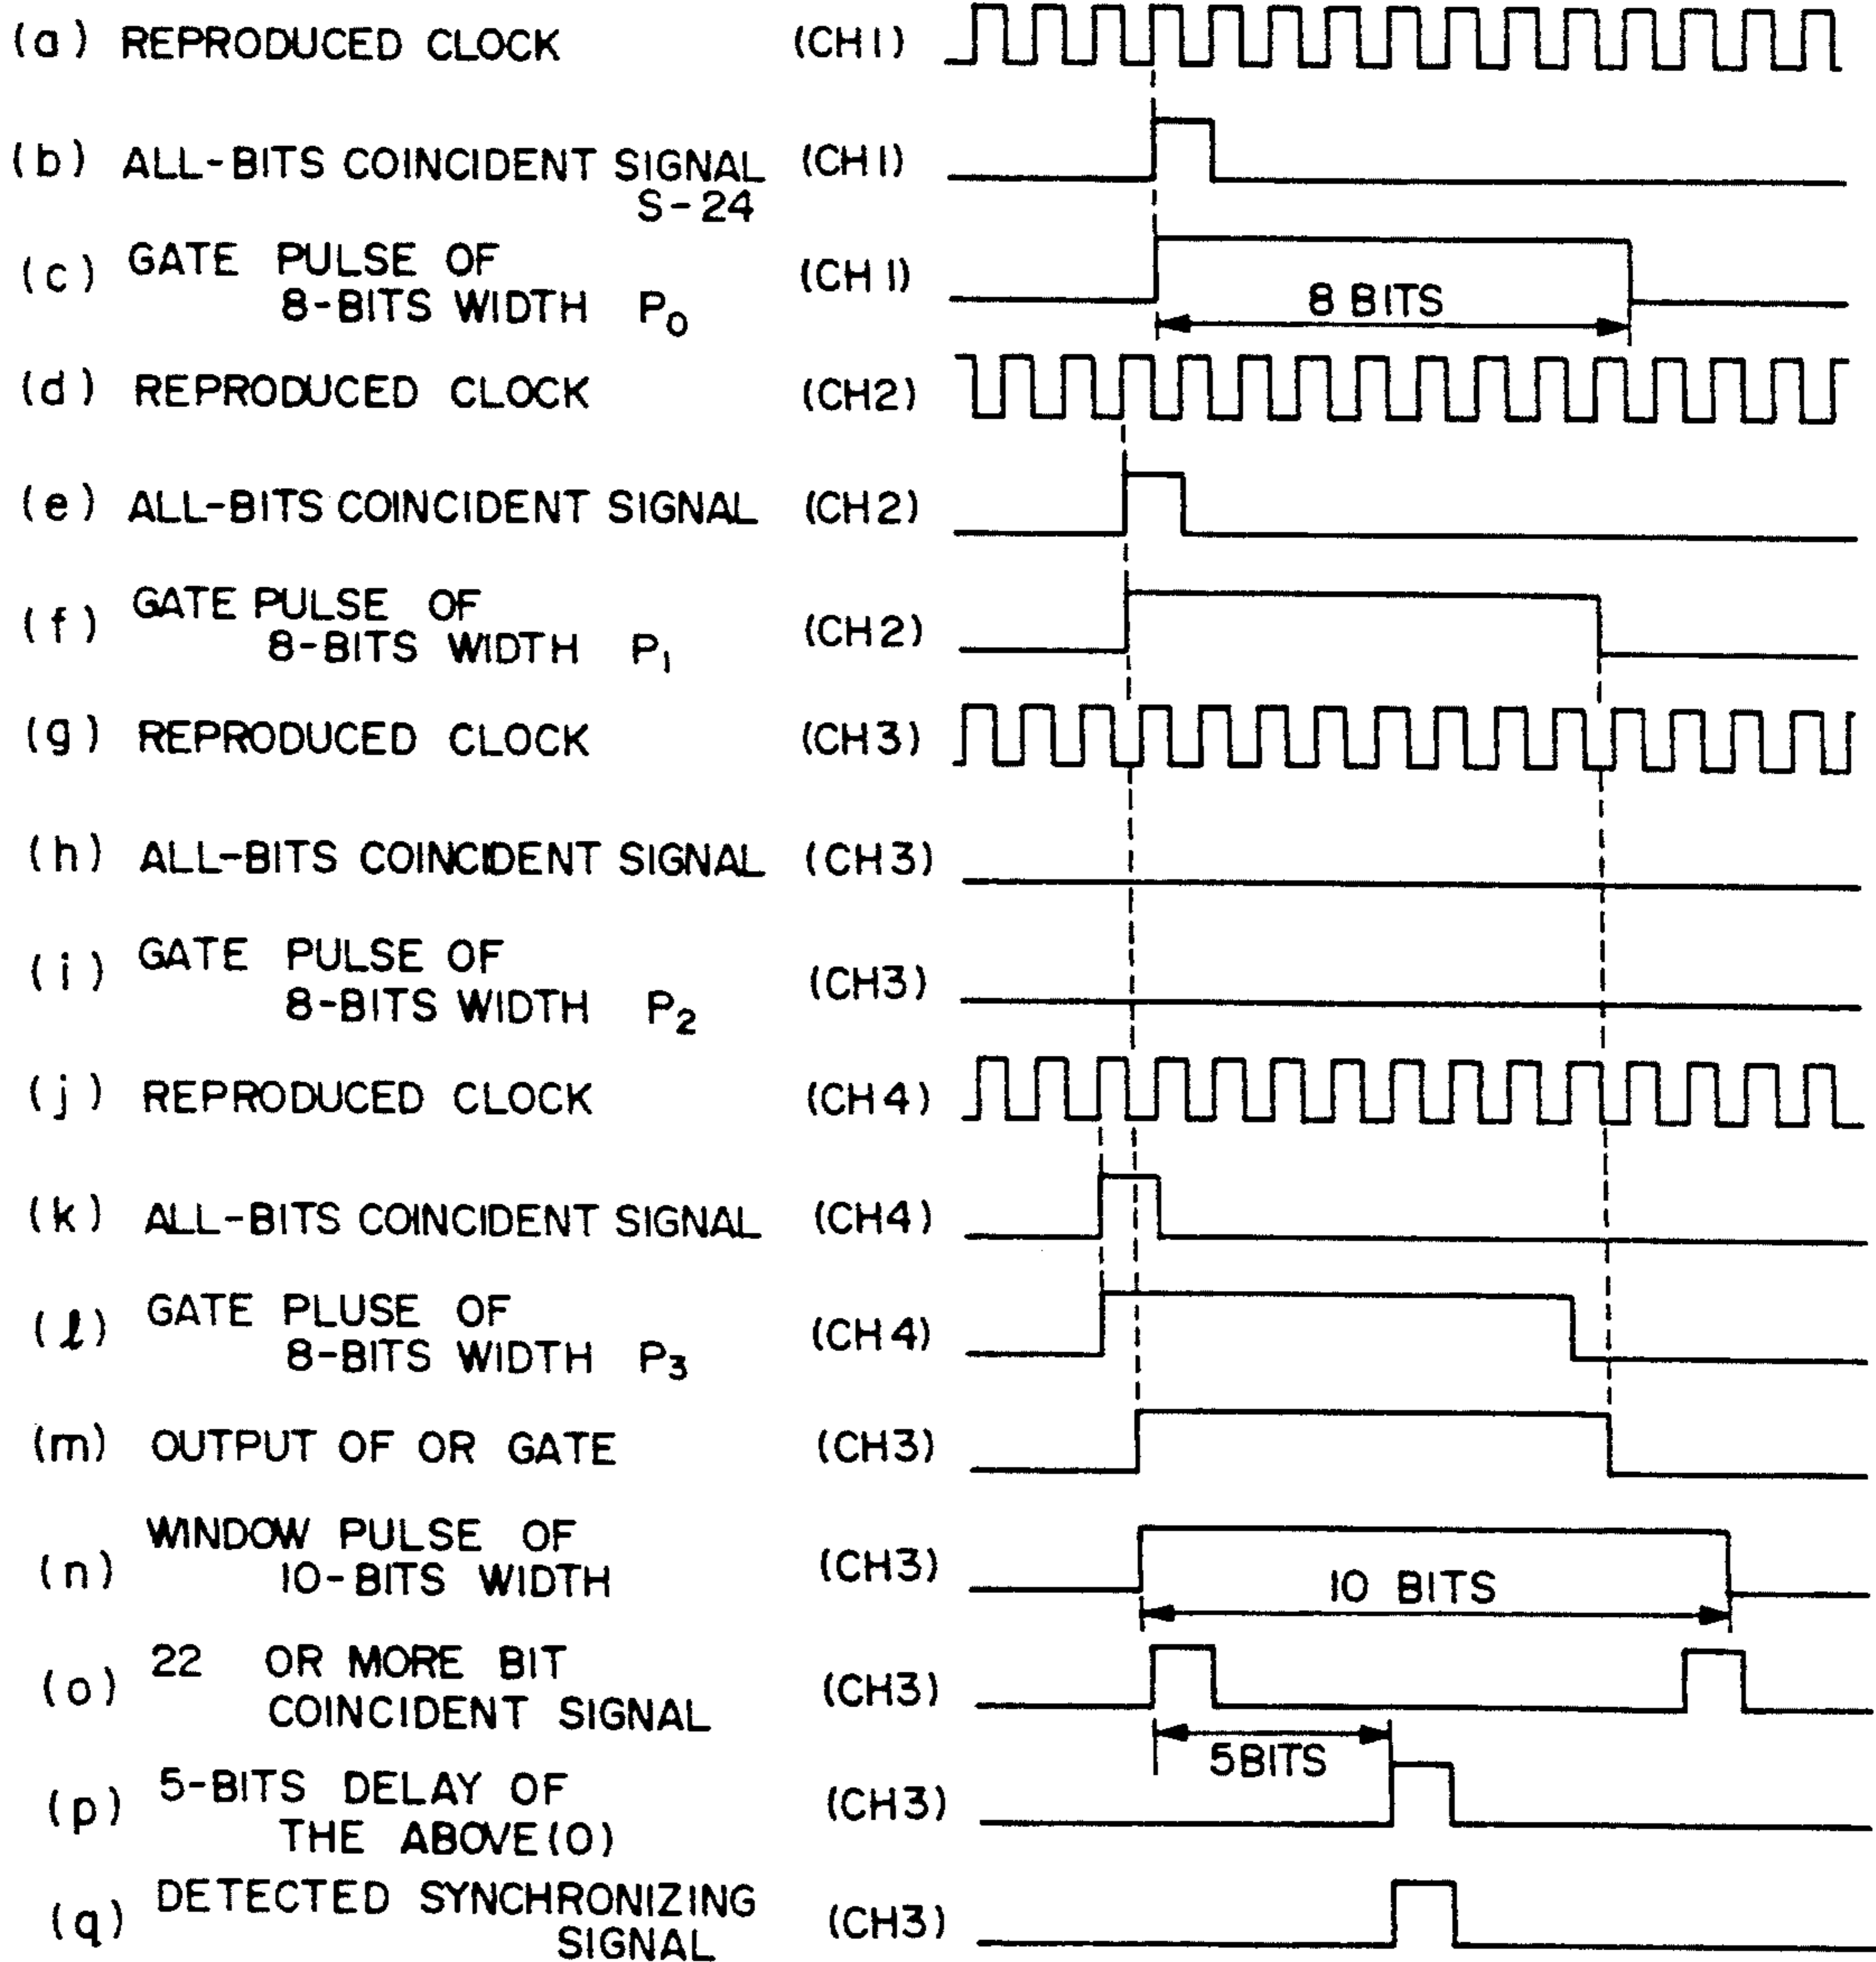 (a) REPRODUCED CLOCK (CH1)
(b) ALL-BITS COINCIDENT SIGNAL (CH1)
S-24
(c) GATE PULSE OF
8-BITS WIDTH P0 (CH1)
8 BITS
(d) REPRODUCED CLOCK (CH2)
(e) ALL-BITS COINCIDENT SIGNAL (CH2)
(f) GATE PULSE OF
8-BITS WIDTH P1 (CH2)
(g) REPRODUCED CLOCK (CH3)
(h) ALL-BITS COINCIDENT SIGNAL (CH3)
(i) GATE PULSE OF
8-BITS WIDTH P2 (CH3)
(j) REPRODUCED CLOCK (CH4)
(k) ALL-BITS COINCIDENT SIGNAL (CH4)
(l) GATE PLUSE OF
8-BITS WIDTH P3 (CH4)
(m) OUTPUT OF OR GATE (CH3)
(n) WINDOW PULSE OF
10-BITS WIDTH (CH3)
10 BITS
(o) 22 OR MORE BIT
COINCIDENT SIGNAL (CH3)
5BITS
(p) 5-BITS DELAY OF
THE ABOVE(O) (CH3)
(q) DETECTED SYNCHRONIZING
SIGNAL (CH3)